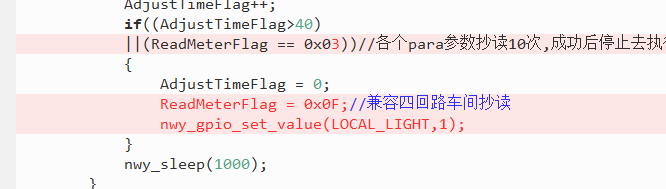 AdjustTimeFlag++;
if((AdjustTimeFlag>40)
||(ReadMeterFlag == 0x03))//各个para参数抄读10次,成功后停止去执
{
AdjustTimeFlag = 0;
ReadMeterFlag = 0x0F;//兼容四回路车间抄读
nwy_gpio_set_value(LOCAL_LIGHT,1);
}
nwy_sleep(1000);
}